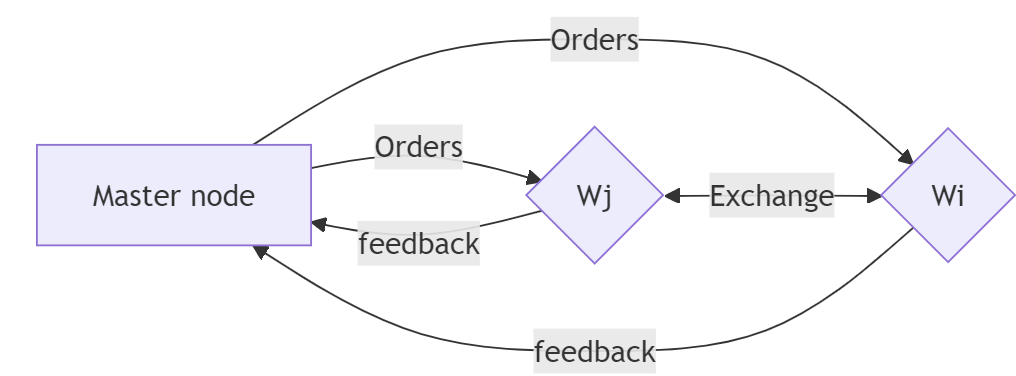 Orders
Orders
Master node
Wj
Exchange
Wi
feedback
feedback